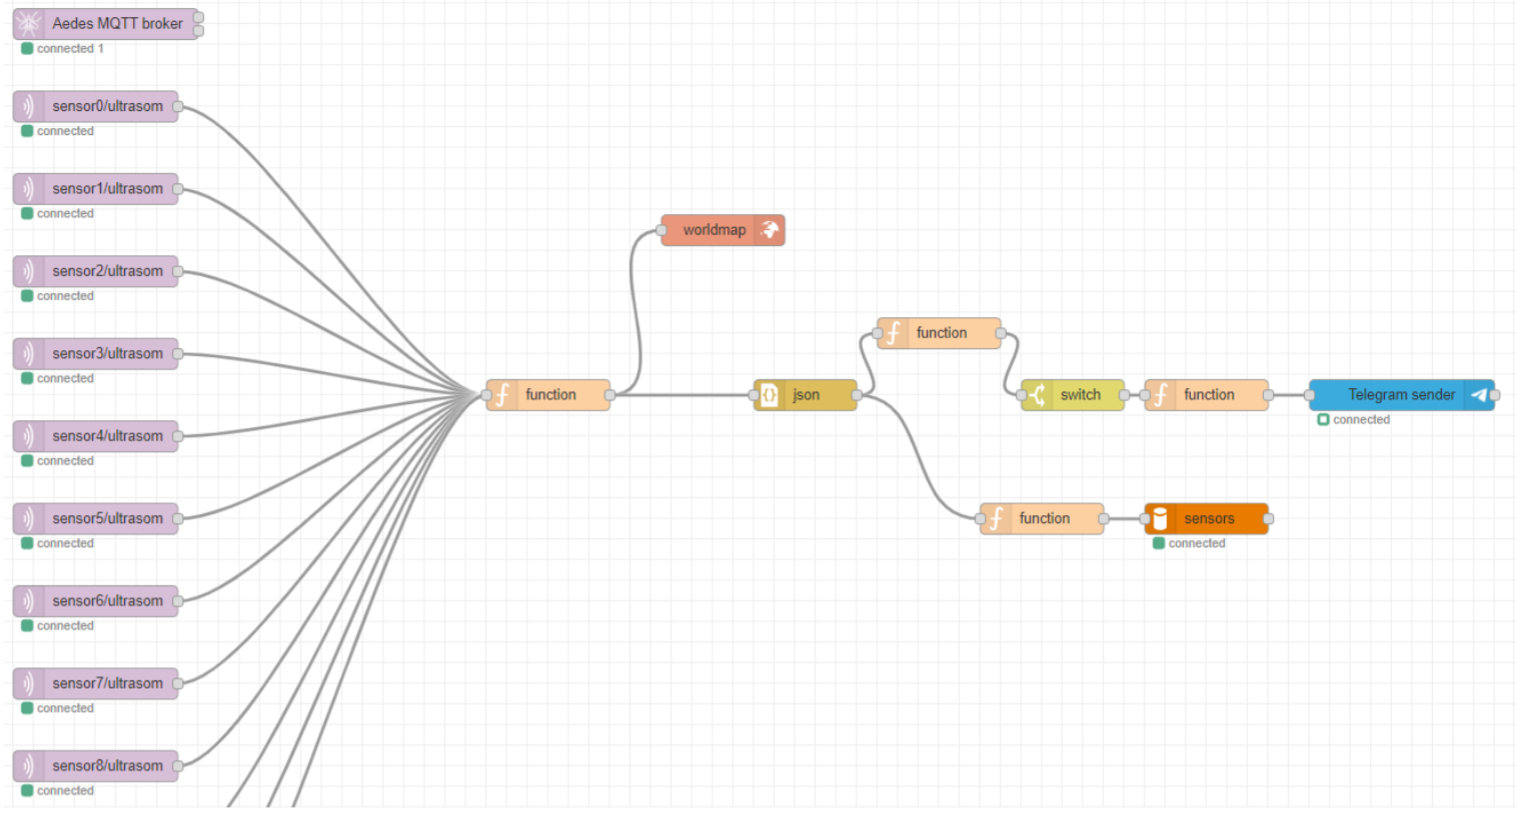 Aedes MQTT broker
connected 1
sensor0/ultrasom
connected
sensor1/ultrasom
connected
worldmap
sensor2/ultrasom
connected
function
sensor3/ultrasom
connected
function
json
switch
function
Telegram sender
connected
sensor4/ultrasom
connected
sensor5/ultrasom
connected
function
sensors
connected
sensor6/ultrasom
connected
sensor7/ultrasom
connected
sensor8/ultrasom
connected